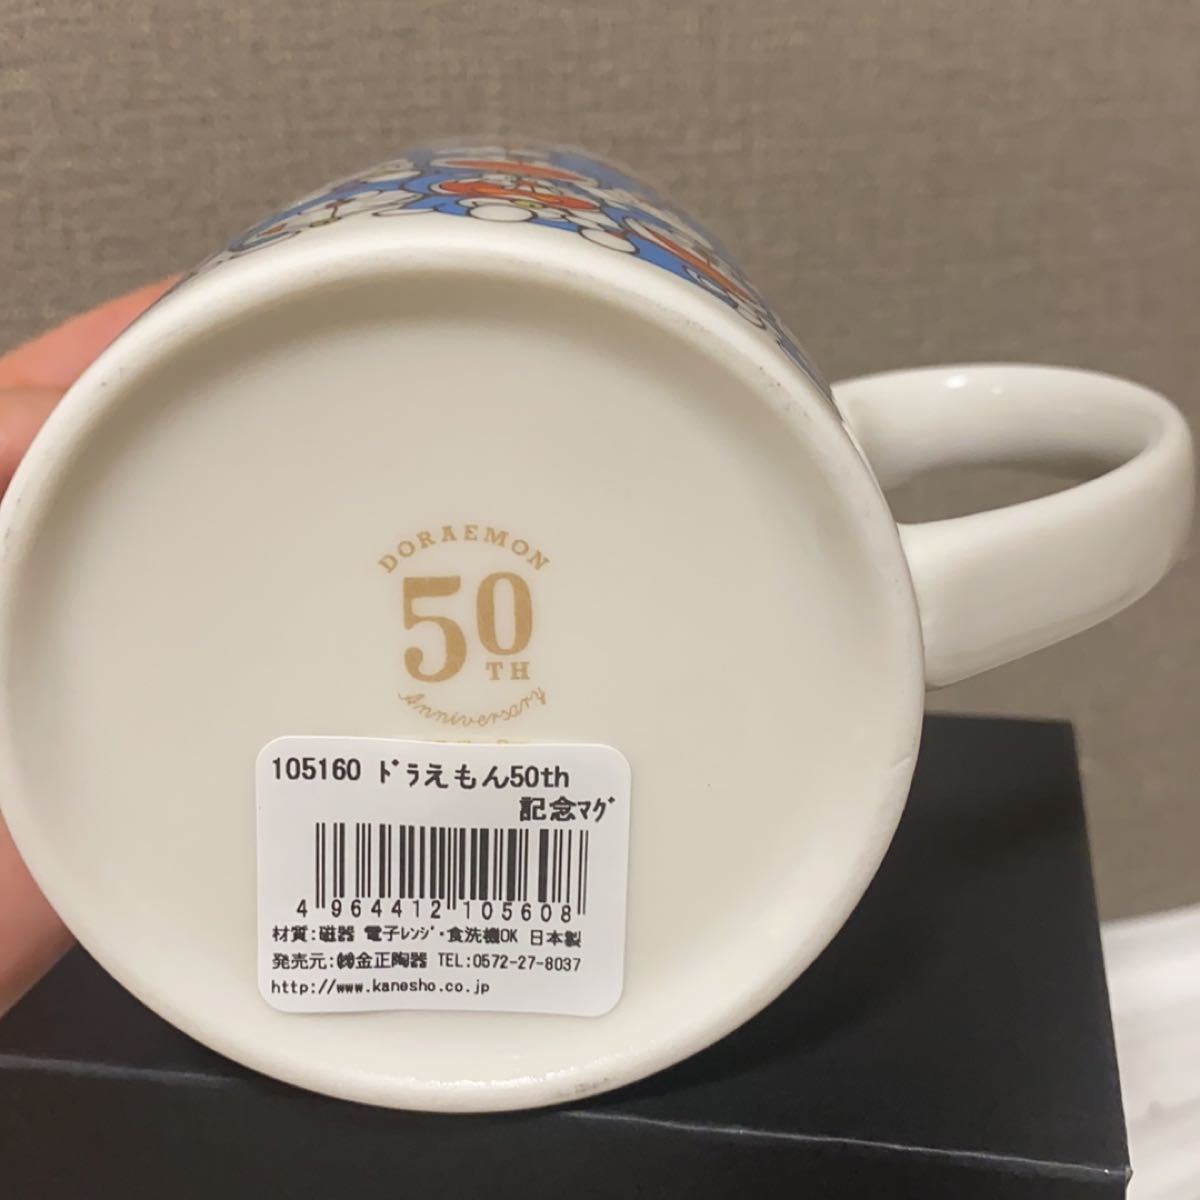 DORAEMON
50
TH
Anniversary
105160 ﾄﾞﾗえもん50th
記念ﾏｸﾞ
4 964412 105608
材質:磁器 電子ﾚﾝｼﾞ・食洗機OK 日本製
発売元:㈱金正陶器 TEL:0572-27-8037
http://www.kanesho.co.jp